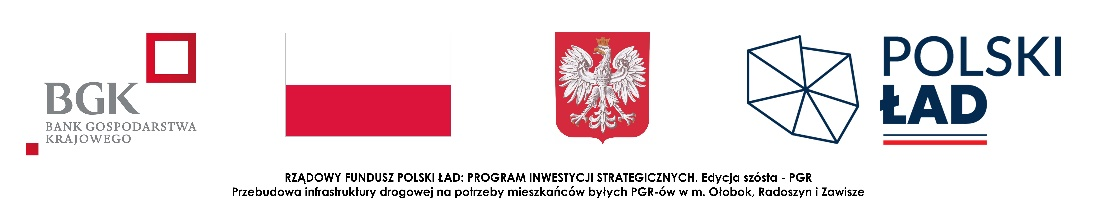 BGK
BANK GOSPODARSTWA
KRAJOWEGO
POLSKI
ŁAD
RZĄDOWY FUNDUSZ POLSKI ŁAD: PROGRAM INWESTYCJI STRATEGICZNYCH. Edycja szósta - PGR
Przebudowa infrastruktury drogowej na potrzeby mieszkańców byłych PGR-ów w m. Ołobok, Radoszyn i Zawisze